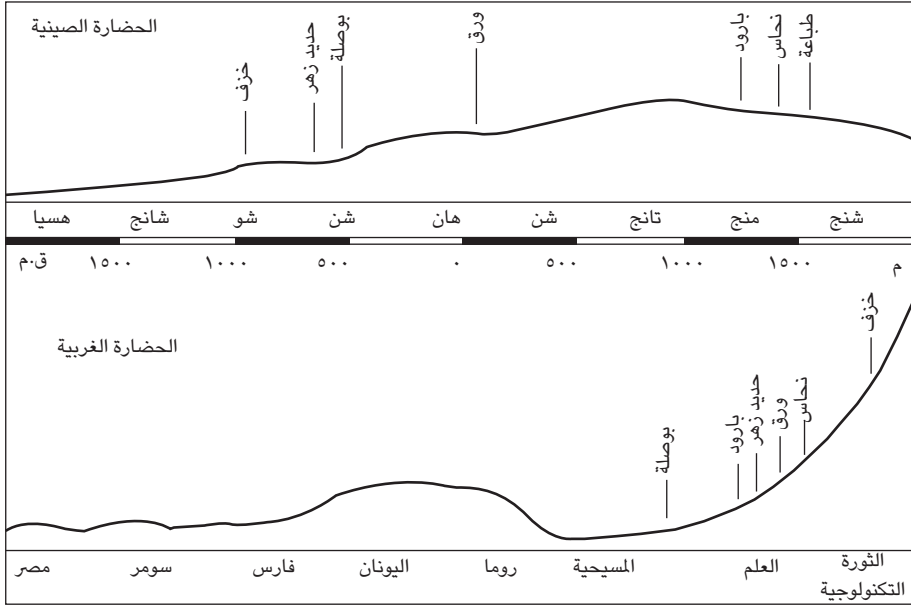 الحضارة الصينية
خزف
حديد زهر
بوصلة
ورق
بارود
نحاس
طباعة
هسيا شانج شو شن هان شن تانج منج شنج
ق.م ١٥٠٠ ١٠٠٠ ٥٠٠ ٠ ٥٠٠ ١٠٠٠ ١٥٠٠ م
الحضارة الغربية
بوصلة
بارود
حديد زهر
ورق
نحاس
خزف
مصر سومر فارس اليونان روما المسيحية العلم الثورة
التكنولوجية